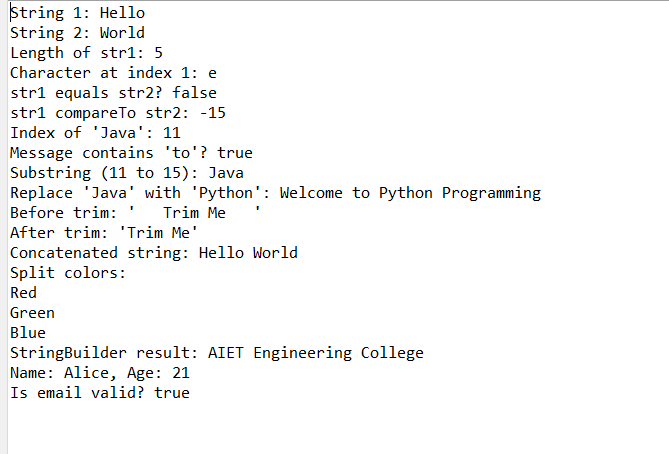 String 1: Hello
String 2: World
Length of str1: 5
Character at index 1: e
str1 equals str2? false
str1 compareTo str2: -15
Index of 'Java': 11
Message contains 'to'? true
Substring (11 to 15): Java
Replace 'Java' with 'Python': Welcome to Python Programming
Before trim: '   Trim Me   '
After trim: 'Trim Me'
Concatenated string: Hello World
Split colors:
Red
Green
Blue
StringBuilder result: AIET Engineering College
Name: Alice, Age: 21
Is email valid? true